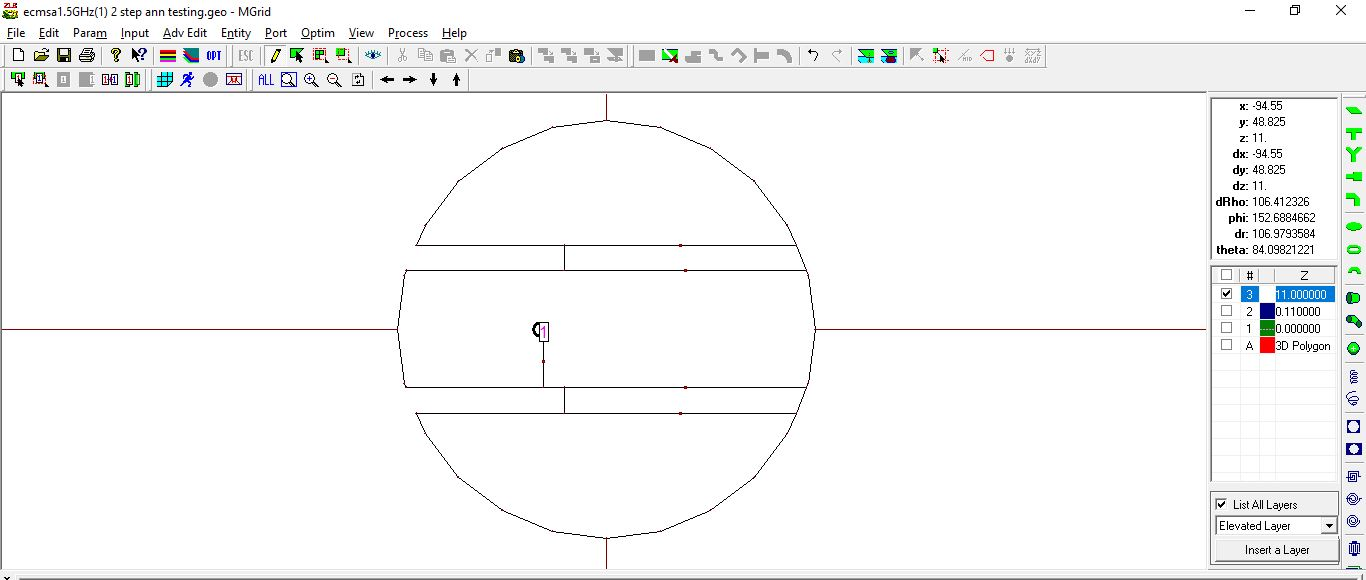 ecmsa1.5GHz(1) 2 step ann testing.geo - MGrid
File Edit Param Input Adv Edit Entity Port Optim View Process Help
OPT ESC
ALL
x: -94.55
y: 48.825
z: 11.
dx: -94.55
dy: 48.825
dz: 11.
dRho: 106.412326
phi: 152.6884662
dr: 106.9793584
theta: 84.09821221
# Z
3 11.000000
2 0.110000
1 0.000000
A 3D Polygon
1
List All Layers
Elevated Layer
Insert a Layer